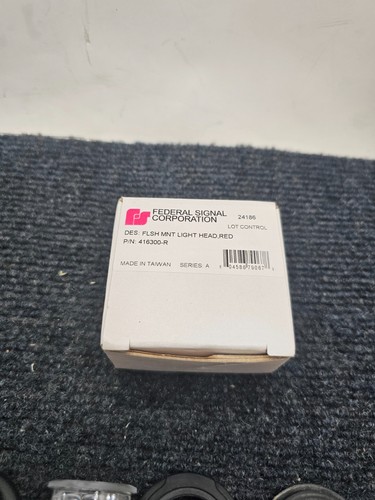 FEDERAL SIGNAL
CORPORATION
24186
LOT CONTROL
DES: FLSH MNT LIGHT HEAD,RED
P/N: 416300-R
MADE IN TAIWAN SERIES: A